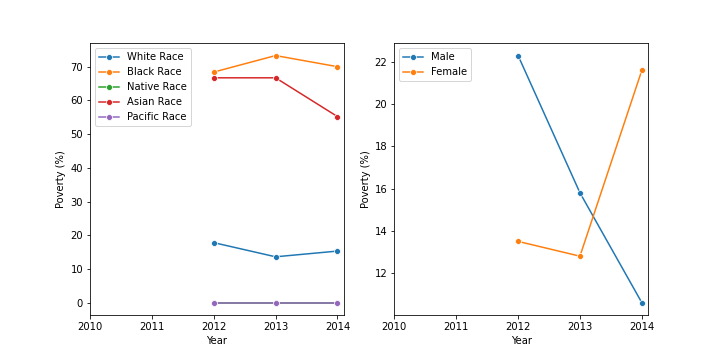 White Race
Black Race
Native Race
Asian Race
Pacific Race
70
60
50
40
30
20
10
0
Poverty (%)
2010 2011 2012 2013 2014
Year
Male
Female
22
20
18
16
14
12
Poverty (%)
2010 2011 2012 2013 2014
Year